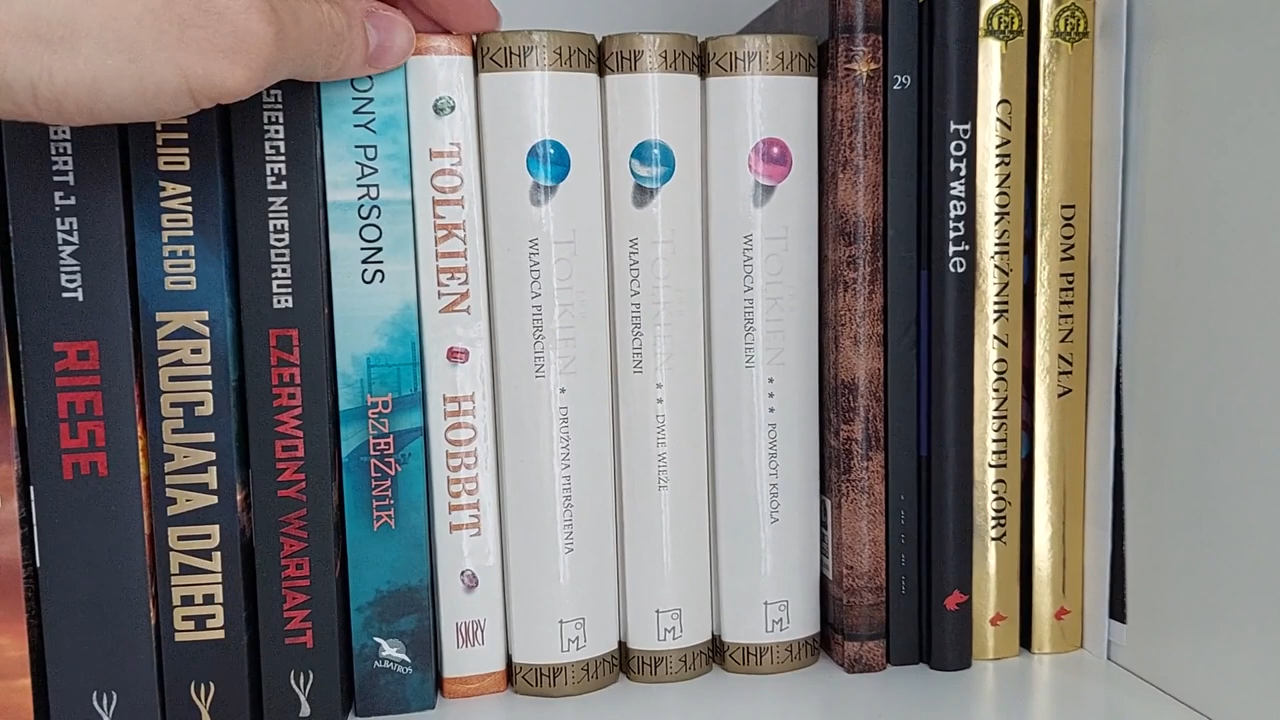 BERT J. SZMIDT
RIESE
LLIO AVOLEDO
KRUCJATA DZIECI
SIERGIEJ NIEDORUB
CZERWONY WARIANT
ONY PARSONS
RZEŹNIK
ALBATROS
TOLKIEN
HOBBIT
ISKRY
TOLKIEN
WŁADCA PIERŚCIENI
* DRUŻYNA PIERŚCIENIA
TOLKIEN
WŁADCA PIERŚCIENI
* * DWIE WIEŻE
TOLKIEN
WŁADCA PIERŚCIENI
* * * POWRÓT KRÓLA
29
Porwanie
CZARNOKSIĘŻNIK Z OGNISTEJ GÓRY
DOM PEŁEN ZŁA